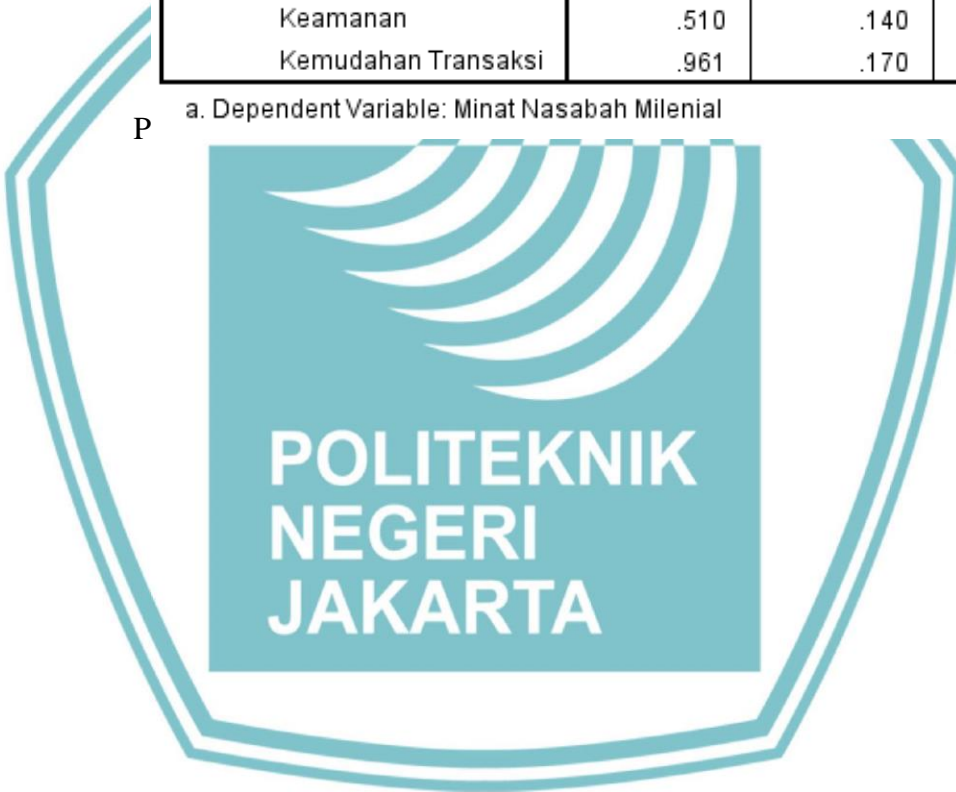 Keamanan .510 .140
Kemudahan Transaksi .961 .170
a. Dependent Variable: Minat Nasabah Milenial
P
POLITEKNIK
NEGERI
JAKARTA